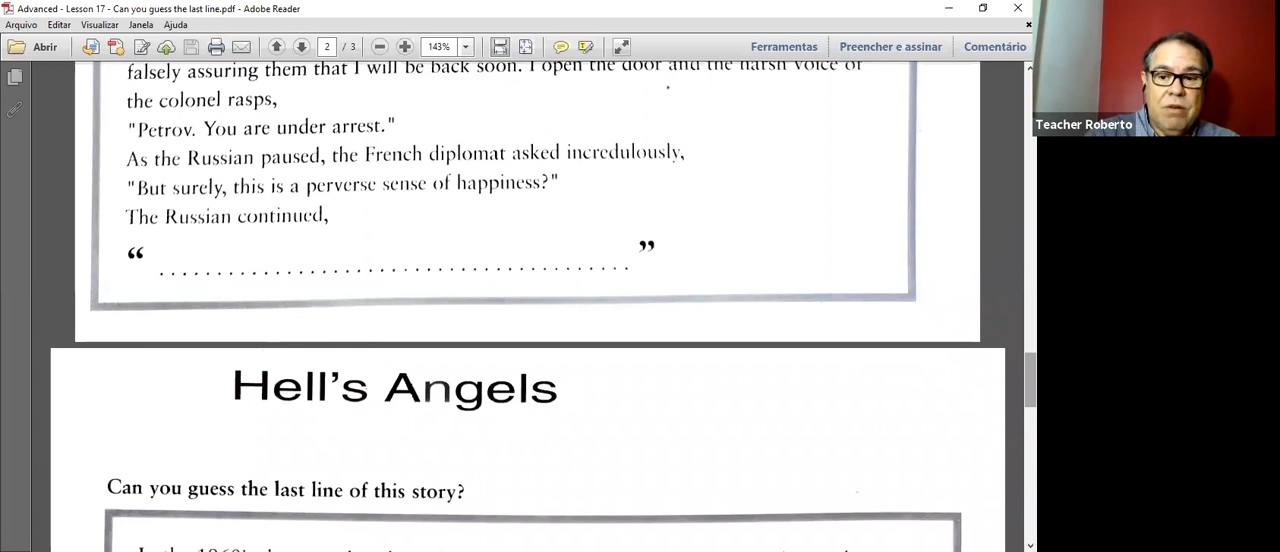 Advanced - Lesson 17 - Can you guess the last line.pdf - Adobe Reader
Arquivo Editar Visualizar Janela Ajuda
Abrir 2 / 3 143% Ferramentas Preencher e assinar Comentário
Teacher Roberto
falsely assuring them that I will be back soon. I open the door and the harsh voice of
the colonel rasps,
"Petrov. You are under arrest."
As the Russian paused, the French diplomat asked incredulously,
"But surely, this is a perverse sense of happiness?"
The Russian continued,
“ ........................................ ”
Hell's Angels
Can you guess the last line of this story?